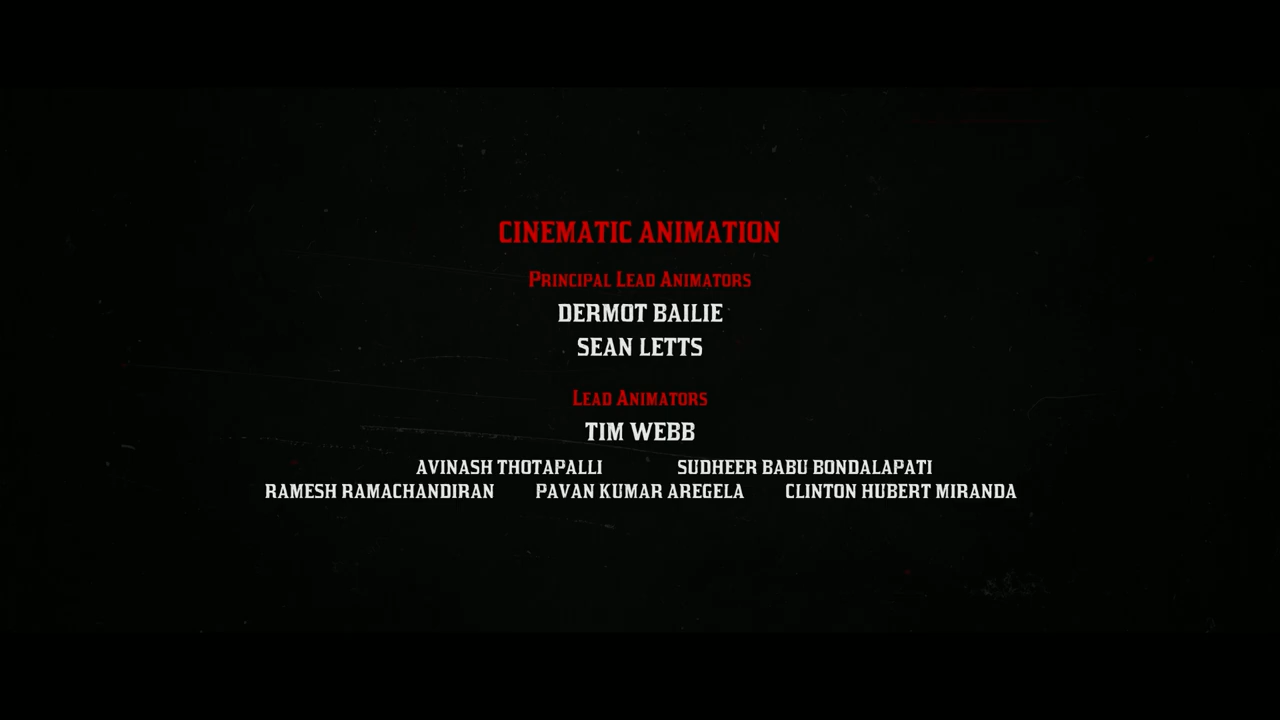 CINEMATIC ANIMATION
PRINCIPAL LEAD ANIMATORS
DERMOT BAILIE
SEAN LETTS
LEAD ANIMATORS
TIM WEBB
AVINASH THOTAPALLI SUDHEER BABU BONDALAPATI
RAMESH RAMACHANDIRAN PAVAN KUMAR AREGELA CLINTON HUBERT MIRANDA